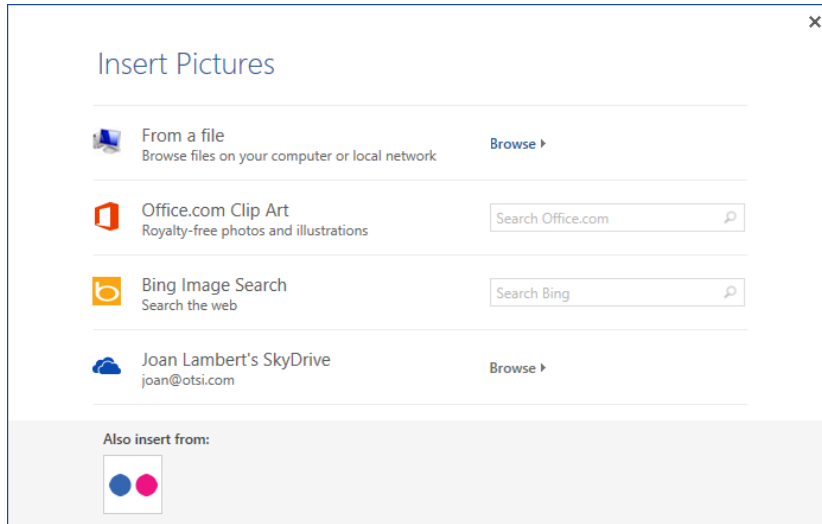 Insert Pictures
From a file
Browse files on your computer or local network
Browse
Office.com Clip Art
Royalty-free photos and illustrations
Search Office.com
Bing Image Search
Search the web
Search Bing
Joan Lambert's SkyDrive
joan@otsi.com
Browse
Also insert from: